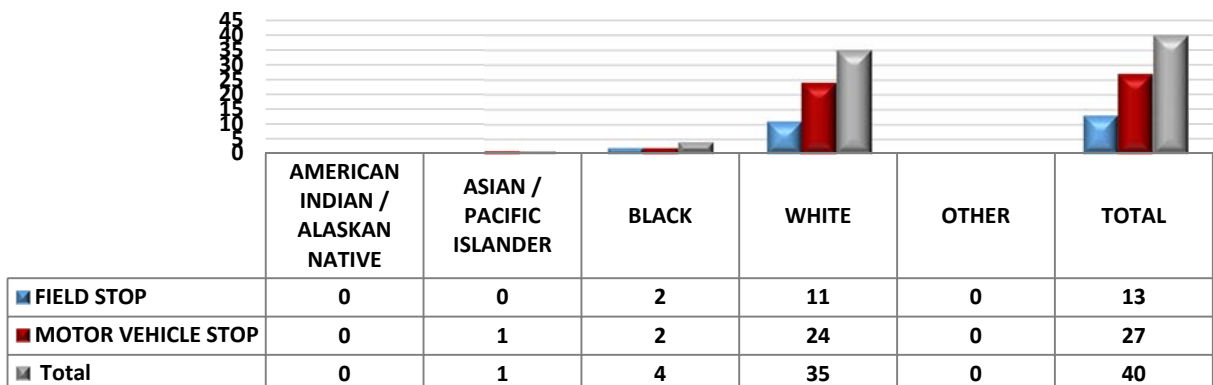 45
40
35
30
25
20
15
10
5
0
AMERICAN
INDIAN /
ALASKAN
NATIVE
ASIAN /
PACIFIC
ISLANDER
BLACK
WHITE
OTHER
TOTAL
FIELD STOP 0 0 2 11 0 13
MOTOR VEHICLE STOP 0 1 2 24 0 27
Total 0 1 4 35 0 40